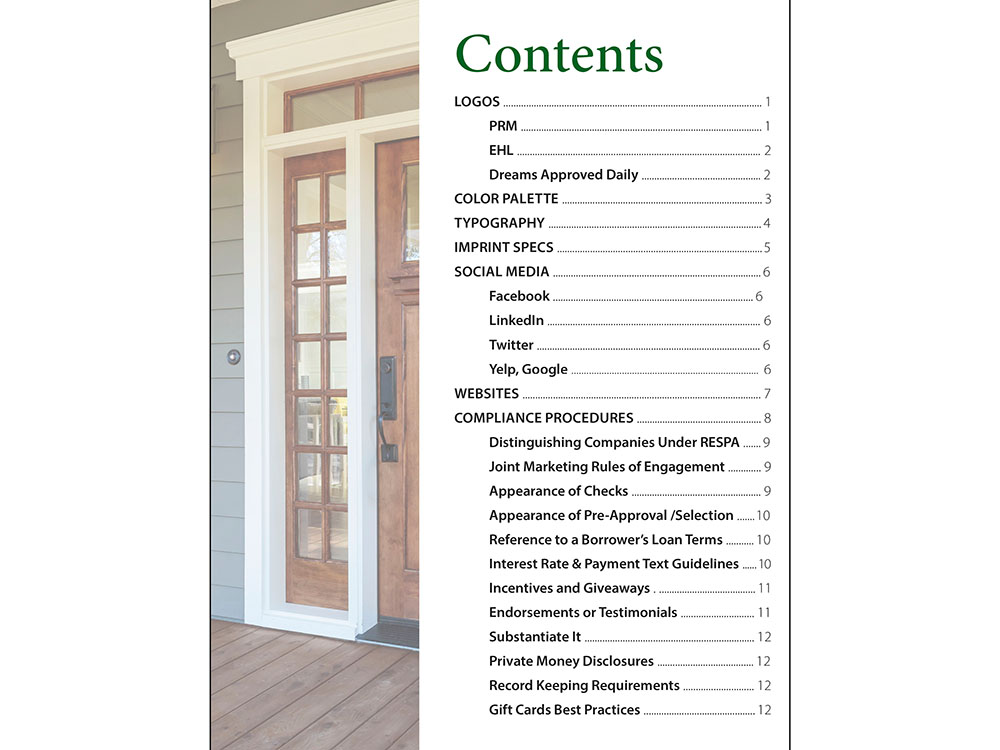 Contents
LOGOS 1
PRM 1
EHL 2
Dreams Approved Daily 2
COLOR PALETTE 3
TYPOGRAPHY 4
IMPRINT SPECS 5
SOCIAL MEDIA 6
Facebook 6
LinkedIn 6
Twitter 6
Yelp, Google 6
WEBSITES 7
COMPLIANCE PROCEDURES 8
Distinguishing Companies Under RESPA 9
Joint Marketing Rules of Engagement 9
Appearance of Checks 9
Appearance of Pre-Approval /Selection 10
Reference to a Borrower’s Loan Terms 10
Interest Rate & Payment Text Guidelines 10
Incentives and Giveaways 11
Endorsements or Testimonials 11
Substantiate It 12
Private Money Disclosures 12
Record Keeping Requirements 12
Gift Cards Best Practices 12